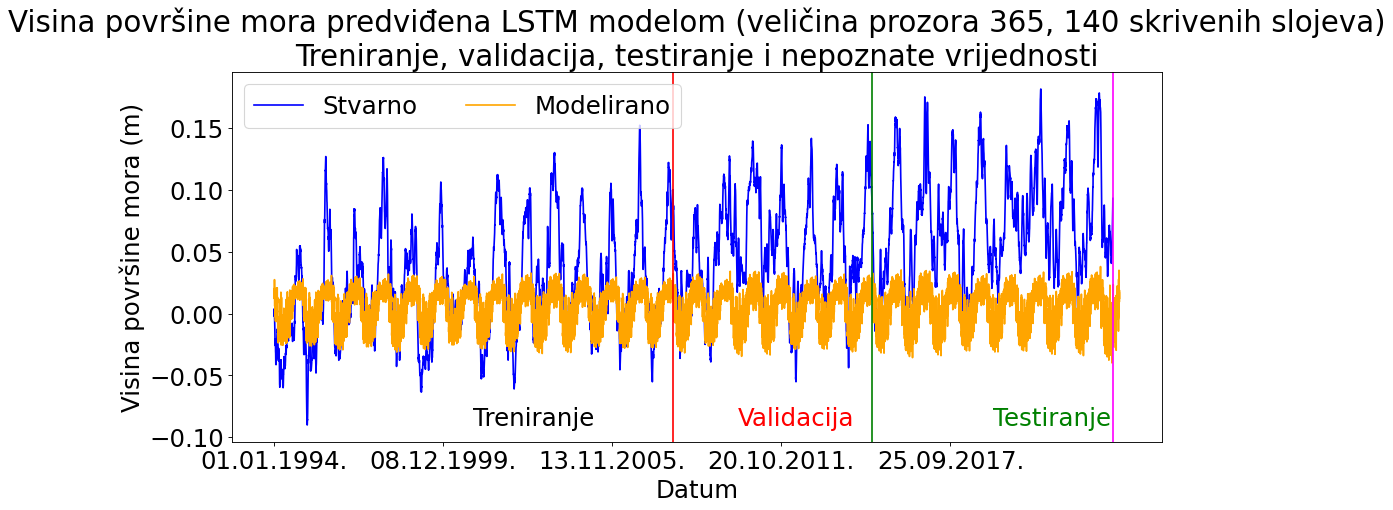 Visina površine mora predviđena LSTM modelom (veličina prozora 365, 140 skrivenih slojeva)
Treniranje, validacija, testiranje i nepoznate vrijednosti
Stvarno
Modelirano
Visina površine mora (m)
0.15
0.10
0.05
0.00
−0.05
−0.10
Treniranje
Validacija
Testiranje
01.01.1994.
08.12.1999.
13.11.2005.
20.10.2011.
25.09.2017.
Datum